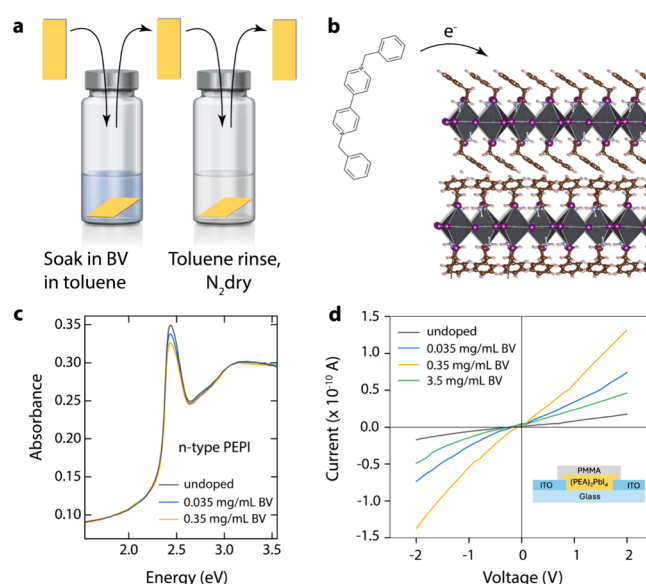 a
Soak in BV
in toluene
Toluene rinse,
N2dry
b
e-
c
Absorbance
0.35
0.30
0.25
0.20
0.15
0.10
n-type PEPI
undoped
0.035 mg/mL BV
0.35 mg/mL BV
2.0
2.5
3.0
3.5
Energy (eV)
d
Current (x 10-10 A)
1.5
1.0
0.5
0.0
-0.5
-1.0
-1.5
undoped
0.035 mg/mL BV
0.35 mg/mL BV
3.5 mg/mL BV
PMMA
ITO
(PEA)2PbI4
ITO
Glass
-2
-1
0
1
2
Voltage (V)